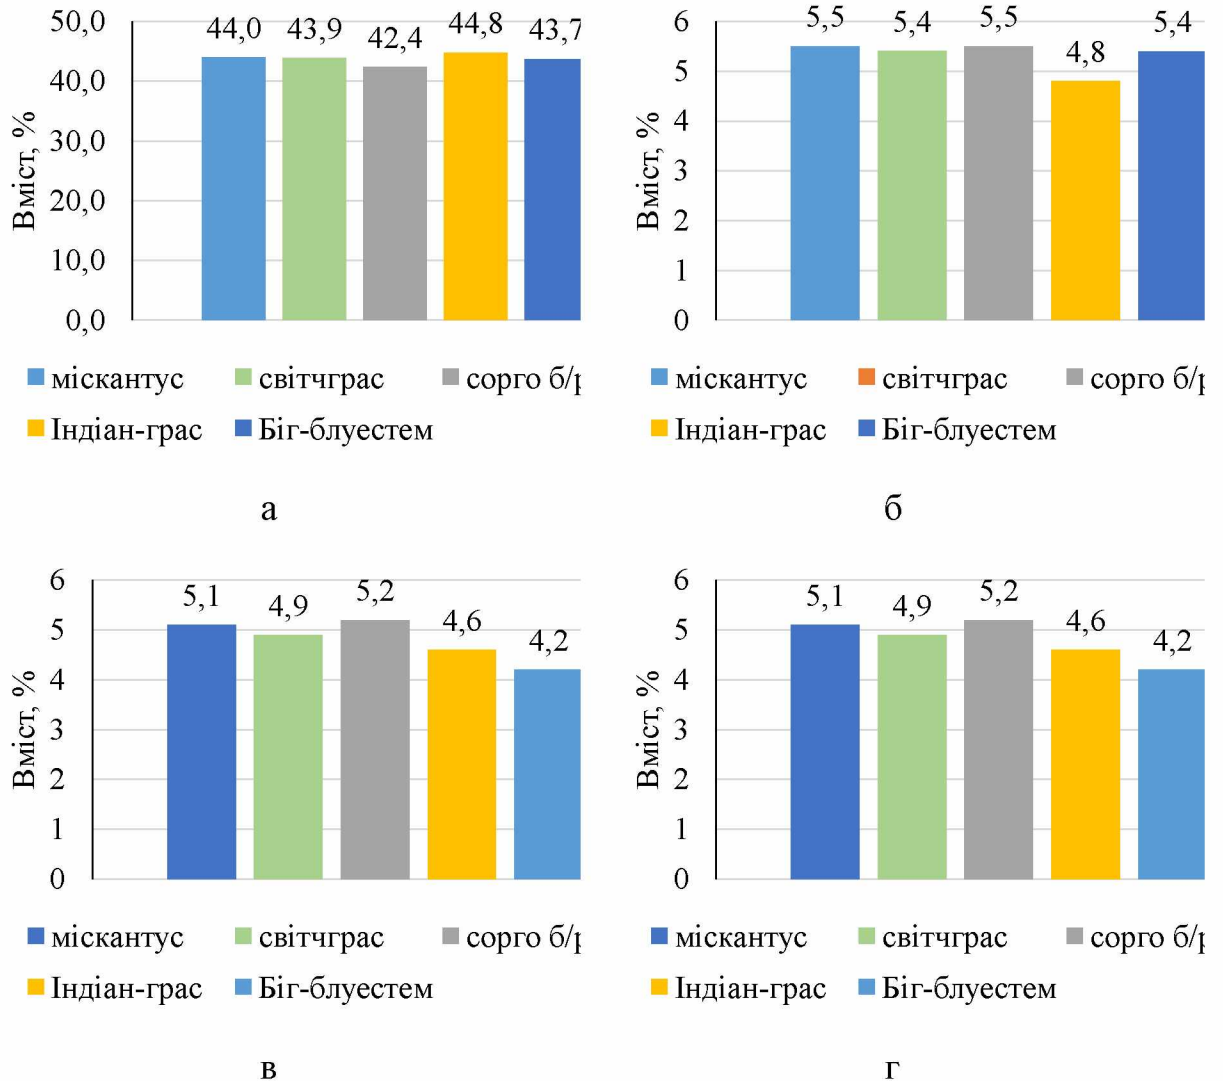 50,0
40,0
30,0
20,0
10,0
0,0
Вміст, %
44,0 43,9 42,4 44,8 43,7
міскантус світчграс сорго б/р
Індіан-грас Біг-блуестем
а
6
5
4
3
2
1
0
Вміст, %
5,5 5,4 5,5 4,8 5,4
міскантус світчграс сорго б/р
Індіан-грас Біг-блуестем
б
6
5
4
3
2
1
0
Вміст, %
5,1 4,9 5,2 4,6 4,2
міскантус світчграс сорго б/р
Індіан-грас Біг-блуестем
в
6
5
4
3
2
1
0
Вміст, %
5,1 4,9 5,2 4,6 4,2
міскантус світчграс сорго б/р
Індіан-грас Біг-блуестем
г